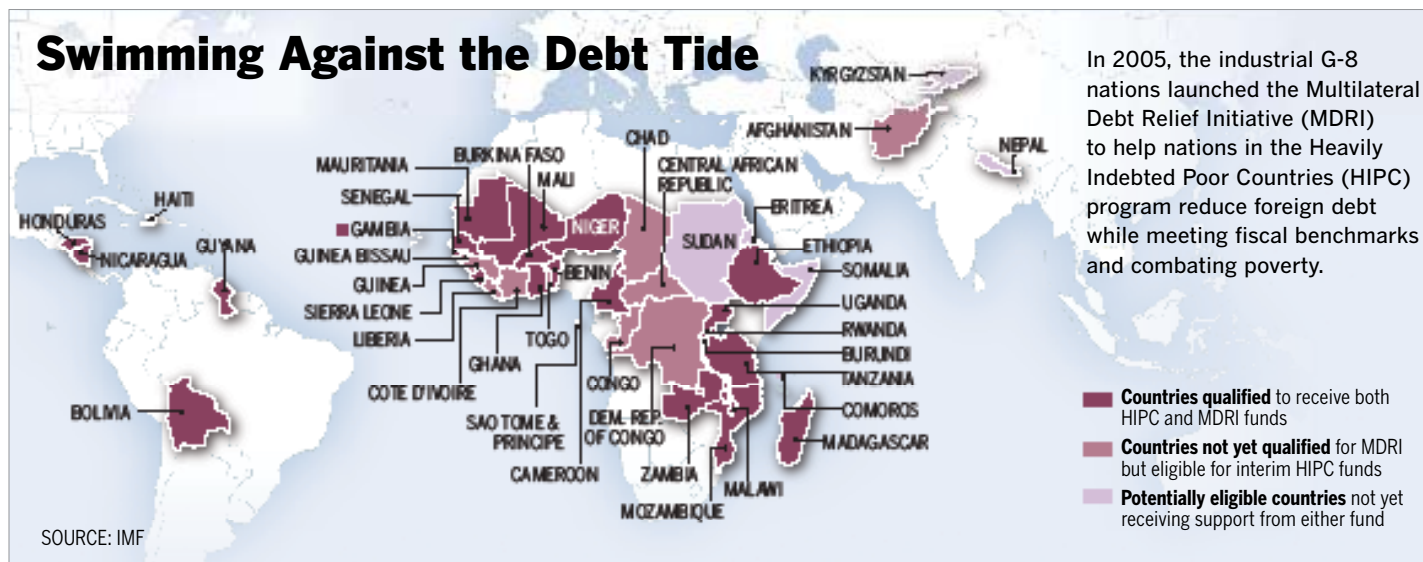 Swimming Against the Debt Tide
In 2005, the industrial G-8
nations launched the Multilateral
Debt Relief Initiative (MDRI)
to help nations in the Heavily
Indebted Poor Countries (HIPC)
program reduce foreign debt
while meeting fiscal benchmarks
and combating poverty.
KYRGYZSTAN
AFGHANISTAN
NEPAL
CHAD
BURKINA FASO
MAURITANIA
MALI
CENTRAL AFRICAN
REPUBLIC
SENEGAL
HAITI
ERITREA
HONDURAS
GAMBIA
NIGER
SUDAN
GUYANA
ETHIOPIA
NICARAGUA
GUINEA BISSAU
BENIN
SOMALIA
GUINEA
UGANDA
SIERRA LEONE
RWANDA
LIBERIA
TOGO
BURUNDI
GHANA
TANZANIA
COTE D'IVOIRE
CONGO
BOLIVIA
COMOROS
SAO TOME &
PRINCIPE
DEM. REP.
OF CONGO
MADAGASCAR
CAMEROON
ZAMBIA
MALAWI
MOZAMBIQUE
Countries qualified to receive both
HIPC and MDRI funds
Countries not yet qualified for MDRI
but eligible for interim HIPC funds
Potentially eligible countries not yet
receiving support from either fund
SOURCE: IMF